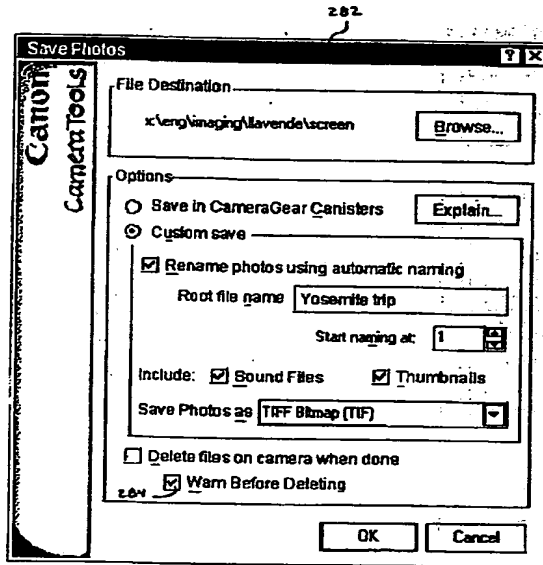 282
Save Photos
Canon
CameraTools
File Destination
x:\eng\imaging\llavende\screen
Browse...
Options
Save in CameraGear Canisters
Explain...
Custom save
Rename photos using automatic naming
Root file name Yosemite trip
Start naming at: 1
Include: Sound Files Thumbnails
Save Photos as TIFF Bitmap (TIF)
Delete files on camera when done
284 Warn Before Deleting
OK Cancel